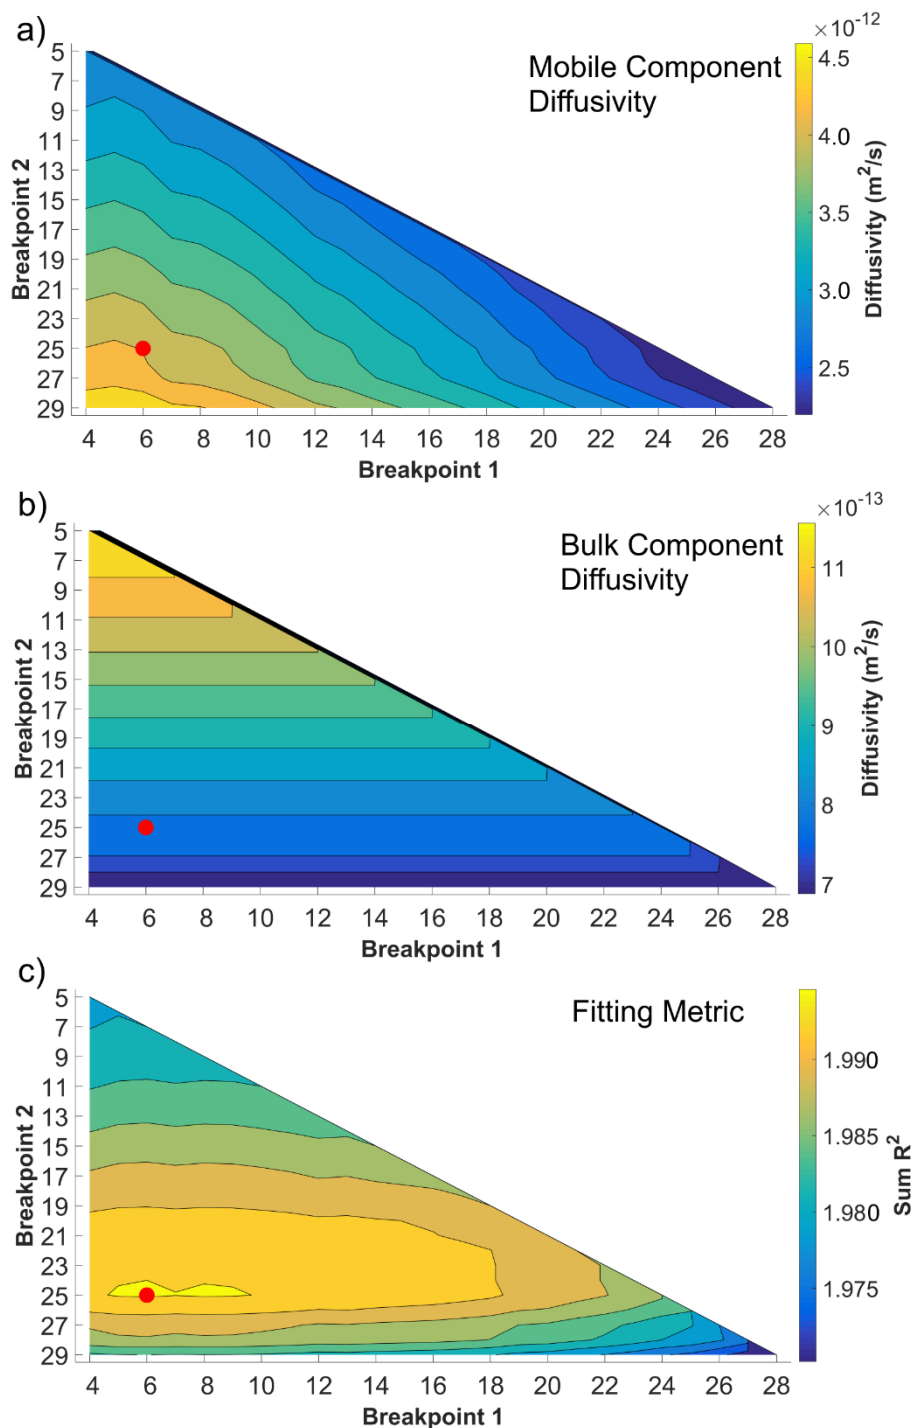 a)
×10⁻¹²
Mobile Component
Diffusivity
5
7
9
11
13
15
17
19
21
23
25
27
29
Breakpoint 2
4 6 8 10 12 14 16 18 20 22 24 26 28
Breakpoint 1
4.5
4.0
3.5
3.0
2.5
Diffusivity (m²/s)
b)
×10⁻¹³
Bulk Component
Diffusivity
5
7
9
11
13
15
17
19
21
23
25
27
29
Breakpoint 2
4 6 8 10 12 14 16 18 20 22 24 26 28
Breakpoint 1
11
10
9
8
7
Diffusivity (m²/s)
c)
Fitting Metric
5
7
9
11
13
15
17
19
21
23
25
27
29
Breakpoint 2
4 6 8 10 12 14 16 18 20 22 24 26 28
Breakpoint 1
1.990
1.985
1.980
1.975
Sum R²